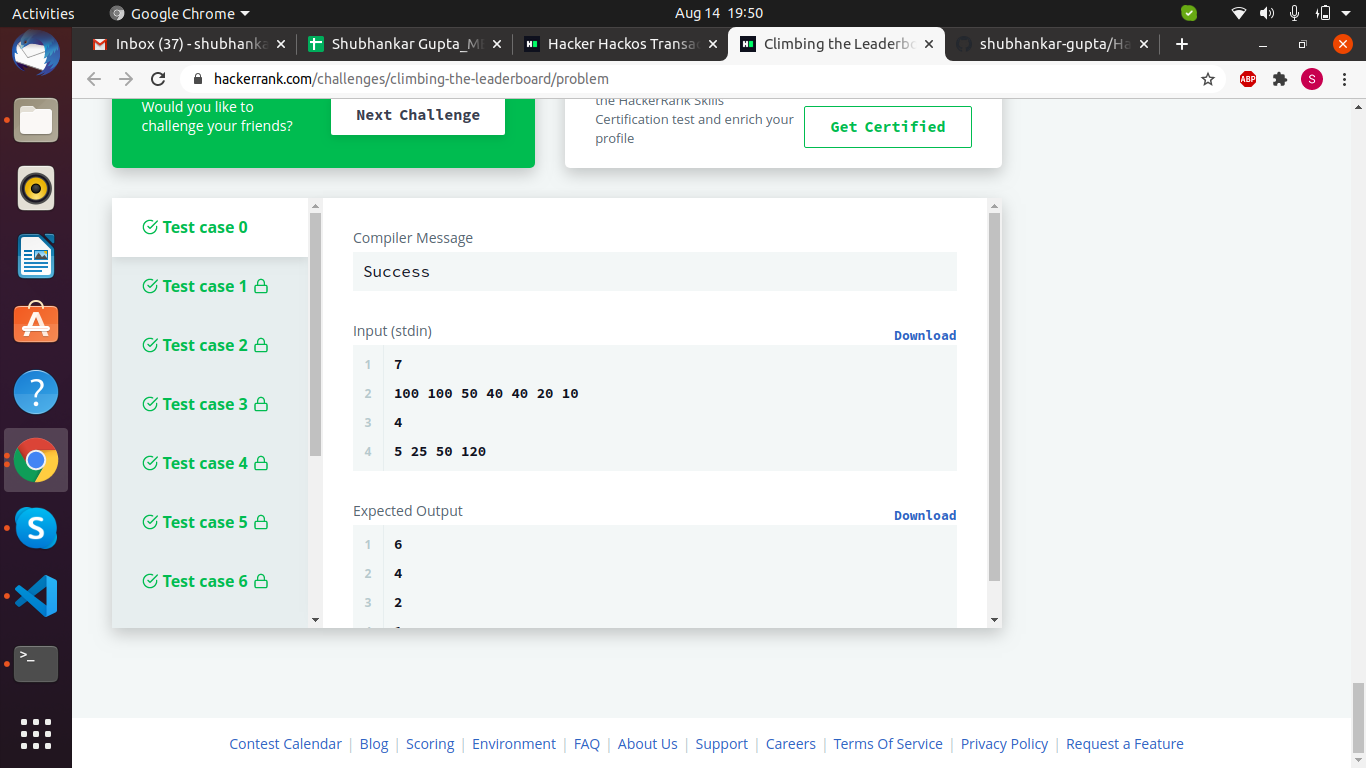 Activities Google Chrome Aug 14 19:50
Inbox (37) - shubhanka Shubhankar Gupta_MI Hacker Hackos Transac Climbing the Leaderbo shubhankar-gupta/Ha
hackerrank.com/challenges/climbing-the-leaderboard/problem ABP S
Would you like to
challenge your friends?
Next Challenge
the HackerRank Skills
Certification test and enrich your
profile
Get Certified
Test case 0
Test case 1
Test case 2
Test case 3
Test case 4
Test case 5
Test case 6
Compiler Message
Success
Input (stdin)
Download
1 7
2 100 100 50 40 40 20 10
3 4
4 5 25 50 120
Expected Output
Download
1 6
2 4
3 2
Contest Calendar | Blog | Scoring | Environment | FAQ | About Us | Support | Careers | Terms Of Service | Privacy Policy | Request a Feature